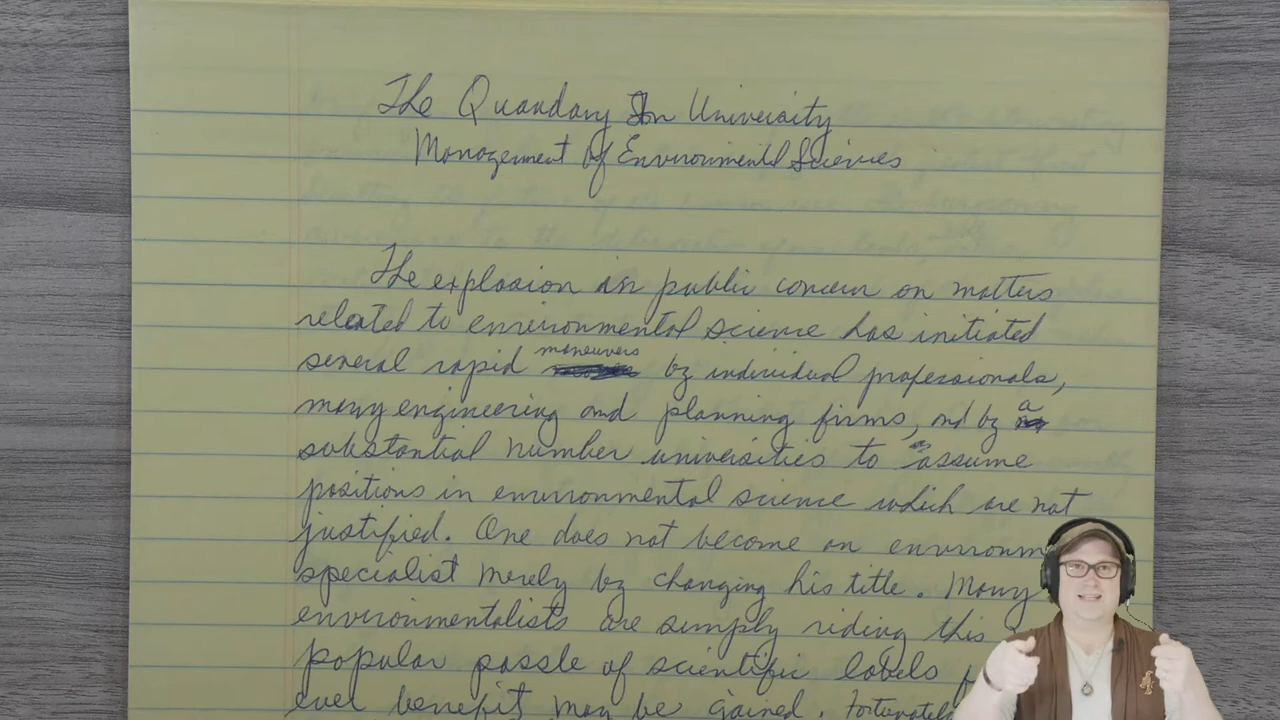 The Quandary In University
Management of Environmental Sciences
The explosion in public concern on matters
related to environmental science has initiated
several rapid maneuvers by individual professionals,
many engineering and planning firms, and by a
substantial number universities to assume
positions in environmental science which are not
justified. One does not become an environm
specialist merely by changing his title. Many
environmentalists are simply riding this
popular passle of scientific labels f
ever benefit may be gained. Fortunatel